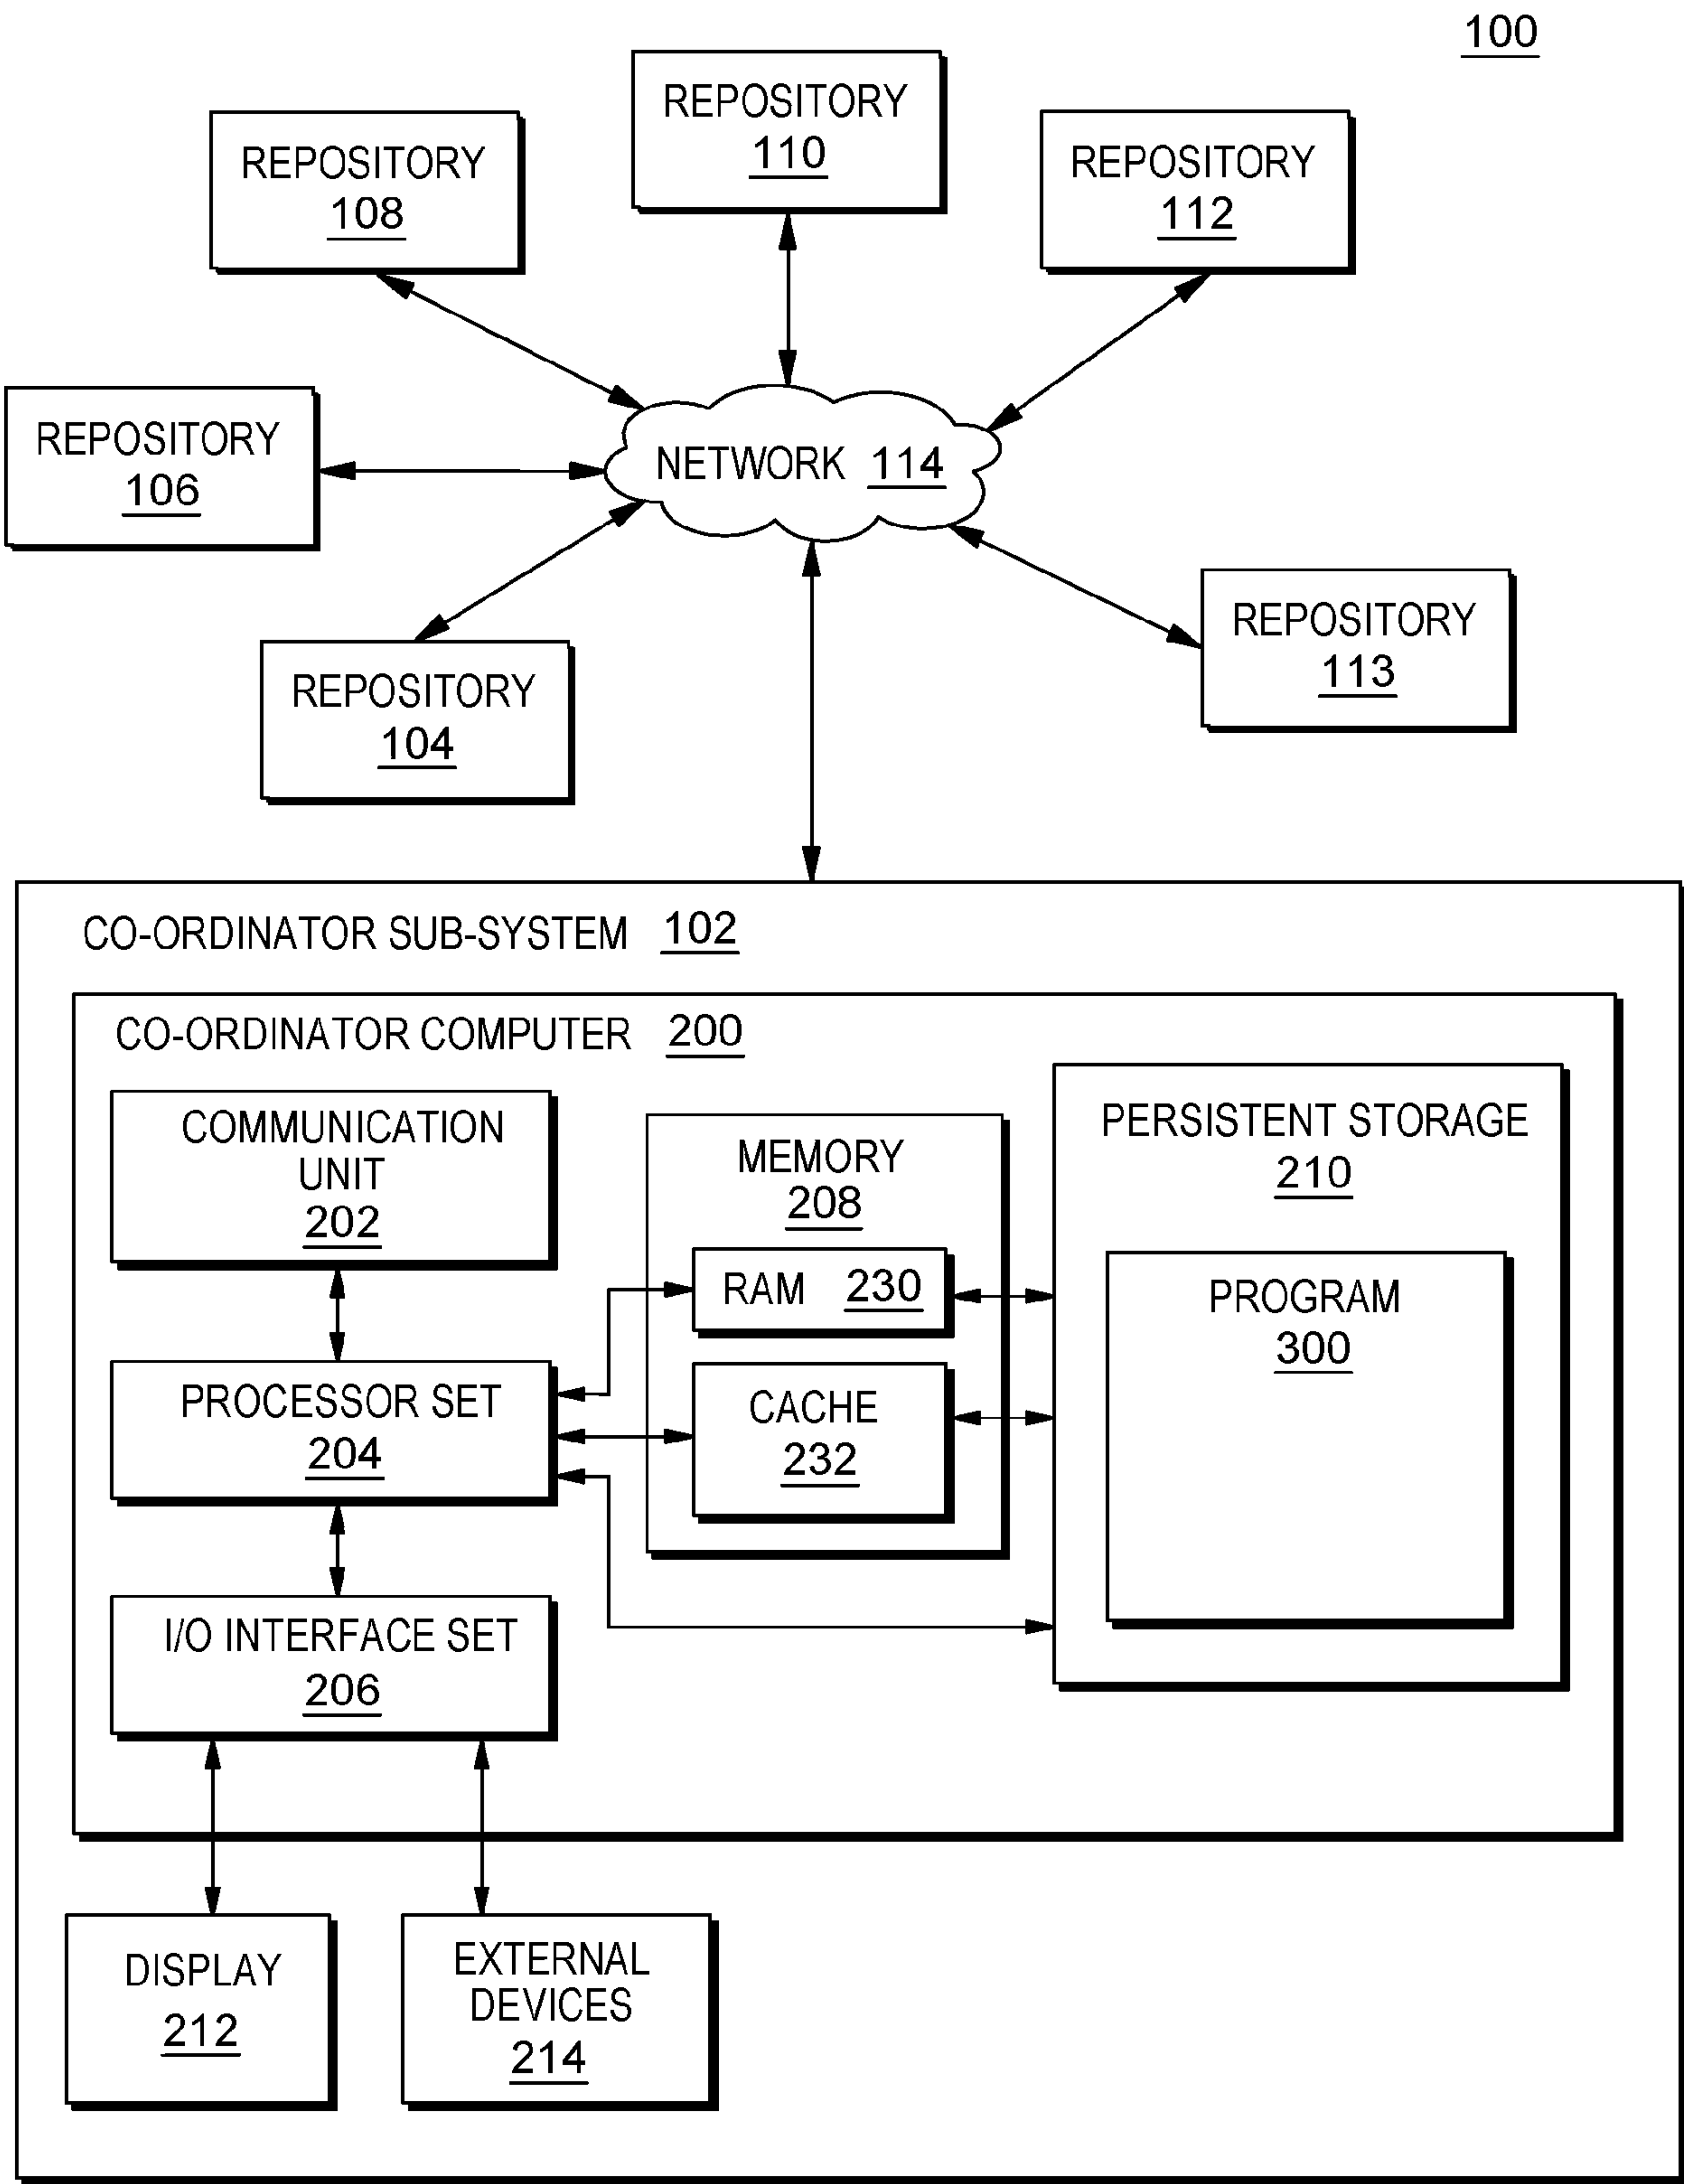 100
REPOSITORY
110
REPOSITORY
108
REPOSITORY
112
REPOSITORY
106
NETWORK 114
REPOSITORY
113
REPOSITORY
104
CO-ORDINATOR SUB-SYSTEM 102
CO-ORDINATOR COMPUTER 200
COMMUNICATION
UNIT
202
MEMORY
208
PERSISTENT STORAGE
210
RAM 230
PROGRAM
300
PROCESSOR SET
204
CACHE
232
I/O INTERFACE SET
206
DISPLAY
212
EXTERNAL
DEVICES
214